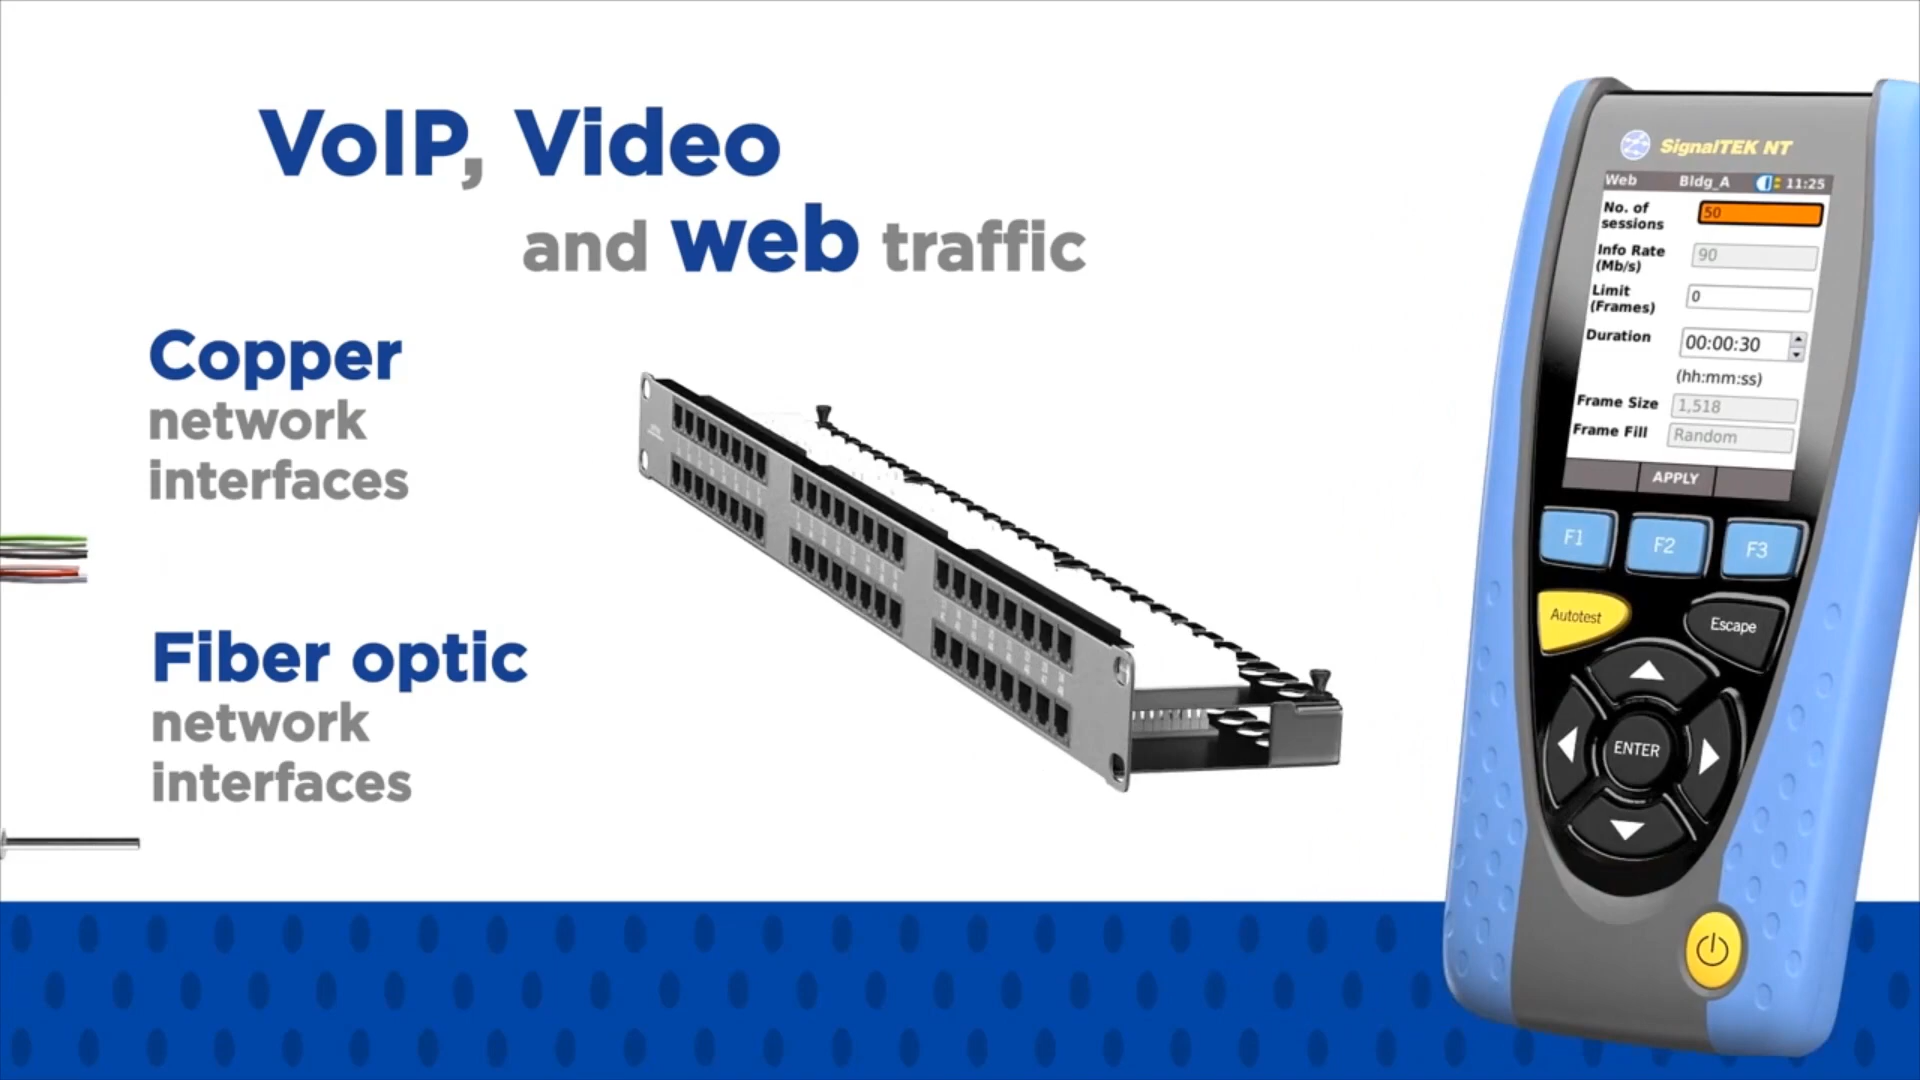 VoIP, Video
and web traffic
Copper
network
interfaces
Fiber optic
network
interfaces
SignalTEK NT
Web Bldg_A 11:25
No. of
sessions
50
Info Rate
(Mb/s)
90
Limit
(Frames)
0
Duration
00:00:30
(hh:mm:ss)
Frame Size
1,518
Frame Fill
Random
APPLY
F1 F2 F3
Autotest
Escape
ENTER